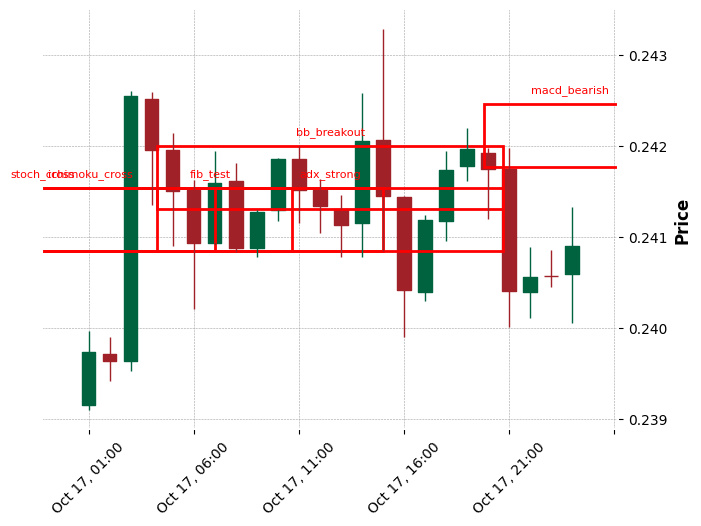 0.243
macd_bearish
bb_breakout
0.242
stoch_cross
ichimoku_cross
fib_test
adx_strong
0.241
Price
0.240
0.239
Oct 17, 01:00
Oct 17, 06:00
Oct 17, 11:00
Oct 17, 16:00
Oct 17, 21:00